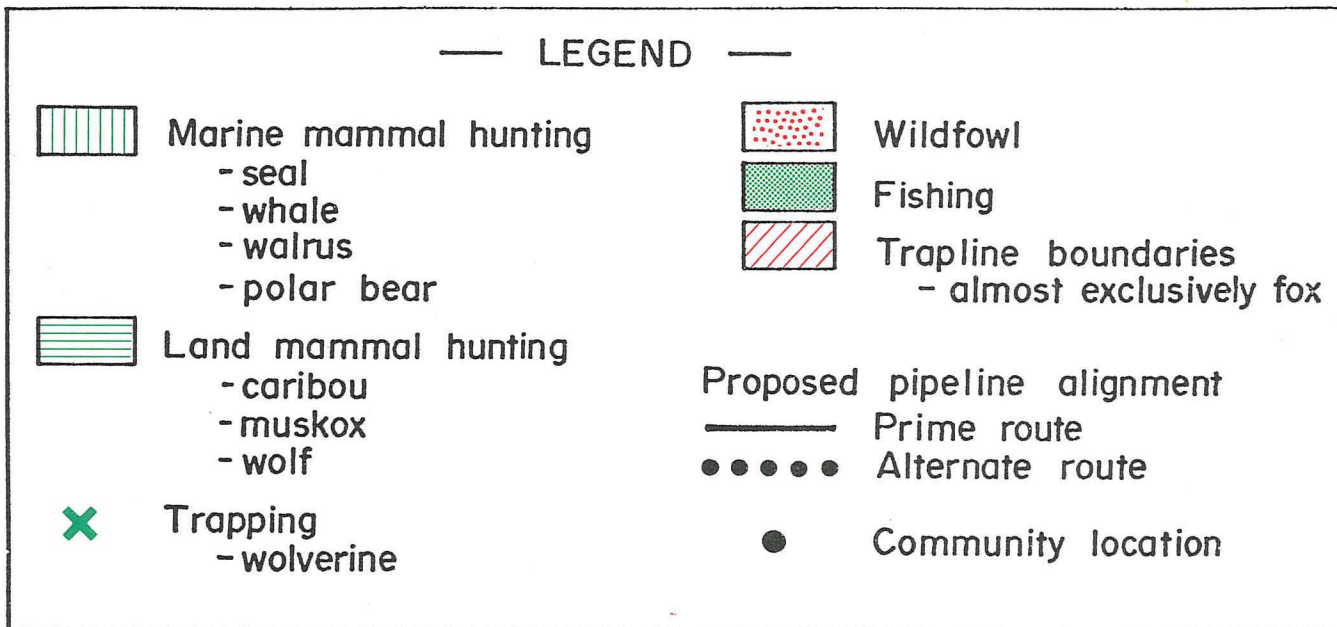 — LEGEND —
Marine mammal hunting
- seal
- whale
- walrus
- polar bear
Land mammal hunting
- caribou
- muskox
- wolf
Trapping
- wolverine
Wildfowl
Fishing
Trapline boundaries
- almost exclusively fox
Proposed pipeline alignment
Prime route
Alternate route
Community location